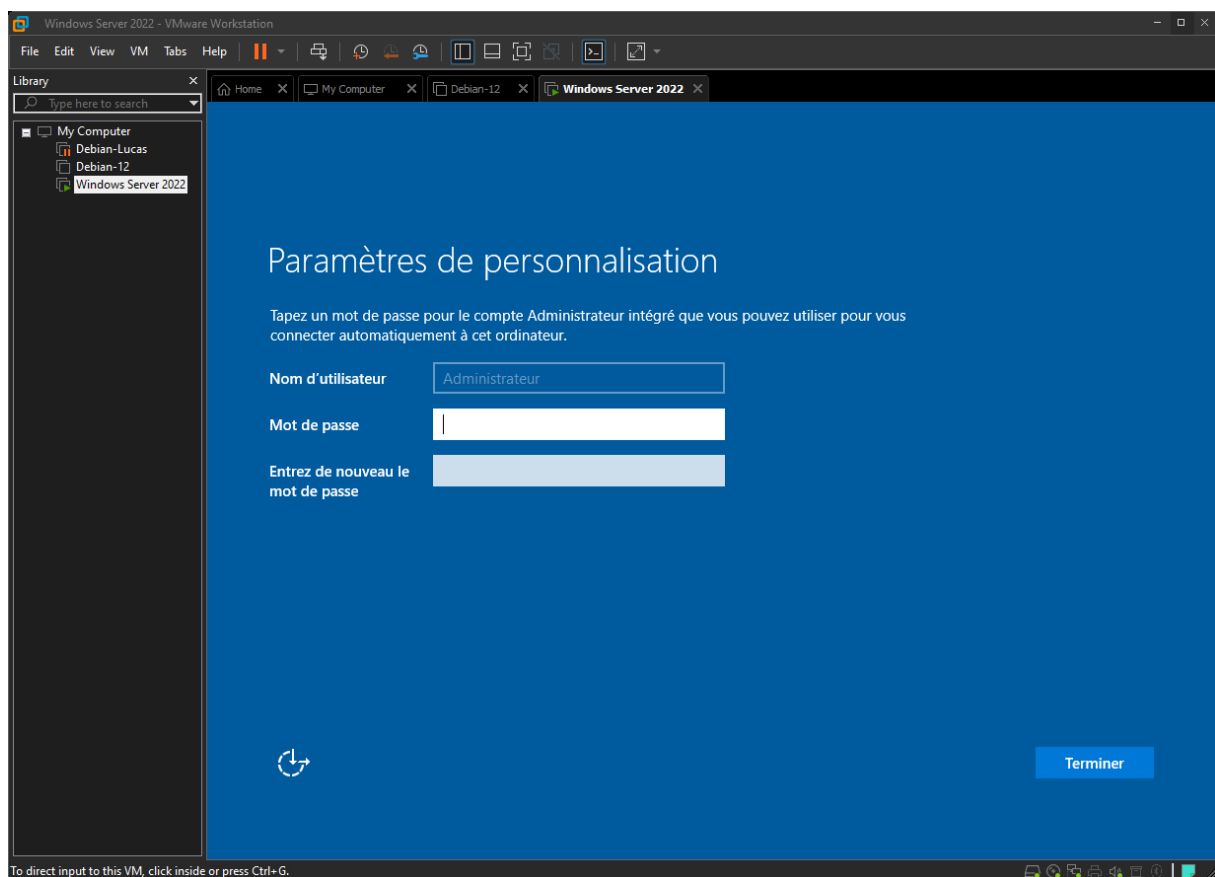 Windows Server 2022 - VMware Workstation
File Edit View VM Tabs Help
Library
Home My Computer Debian-12 Windows Server 2022
Type here to search
My Computer
Debian-Lucas
Debian-12
Windows Server 2022
Paramètres de personnalisation
Tapez un mot de passe pour le compte Administrateur intégré que vous pouvez utiliser pour vous
connecter automatiquement à cet ordinateur.
Nom d'utilisateur Administrateur
Mot de passe
Entrez de nouveau le
mot de passe
Terminer
To direct input to this VM, click inside or press Ctrl+G.